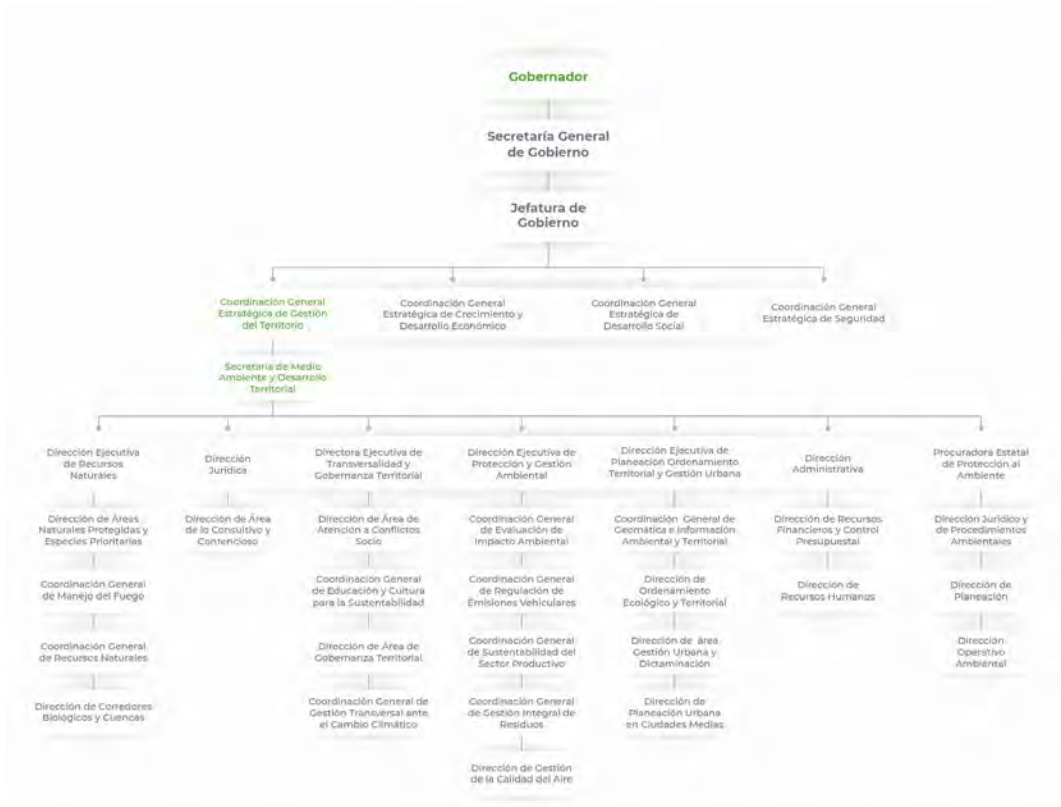 Gobernador
Secretaría General
de Gobierno
Jefatura de
Gobierno
Coordinación General
Estratégica de Gestión
del Territorio
Coordinación General
Estratégica de Crecimiento y
Desarrollo Económico
Coordinación General
Estratégica de
Desarrollo Social
Coordinación General
Estratégica de Seguridad
Secretaría de Medio
Ambiente y Desarrollo
Territorial
Dirección Ejecutiva
de Recursos
Naturales
Dirección de Áreas
Naturales Protegidas y
Especies Prioritarias
Coordinación General
de Manejo del Fuego
Coordinación General
de Recursos Naturales
Dirección de Corredores
Biológicos y Cuencas
Dirección
Jurídica
Dirección de Área
de lo Consultivo y
Contencioso
Directora Ejecutiva de
Transversalidad y
Gobernanza Territorial
Dirección de Área de
Atención a Conflictos
Socio
Coordinación General
de Educación y Cultura
para la Sustentabilidad
Dirección de Área de
Gobernanza Territorial
Coordinación General de
Gestión Transversal ante
el Cambio Climático
Dirección Ejecutiva de
Protección y Gestión
Ambiental
Coordinación General
de Evaluación de
Impacto Ambiental
Coordinación General
de Regulación de
Emisiones Vehiculares
Coordinación General
de Sustentabilidad del
Sector Productivo
Coordinación General
de Gestión Integral de
Residuos
Dirección de Gestión
de la Calidad del Aire
Dirección Ejecutiva de
Planeación Ordenamiento
Territorial y Gestión Urbana
Coordinación General de
Geomática e Información
Ambiental y Territorial
Dirección de
Ordenamiento
Ecológico y Territorial
Dirección de área
Gestión Urbana y
Dictaminación
Dirección de
Planeación Urbana
en Ciudades Medias
Dirección
Administrativa
Dirección de Recursos
Financieros y Control
Presupuestal
Dirección de
Recursos Humanos
Procuradora Estatal
de Protección al
Ambiente
Dirección Jurídico y
de Procedimientos
Ambientales
Dirección de
Planeación
Dirección
Operativo
Ambiental